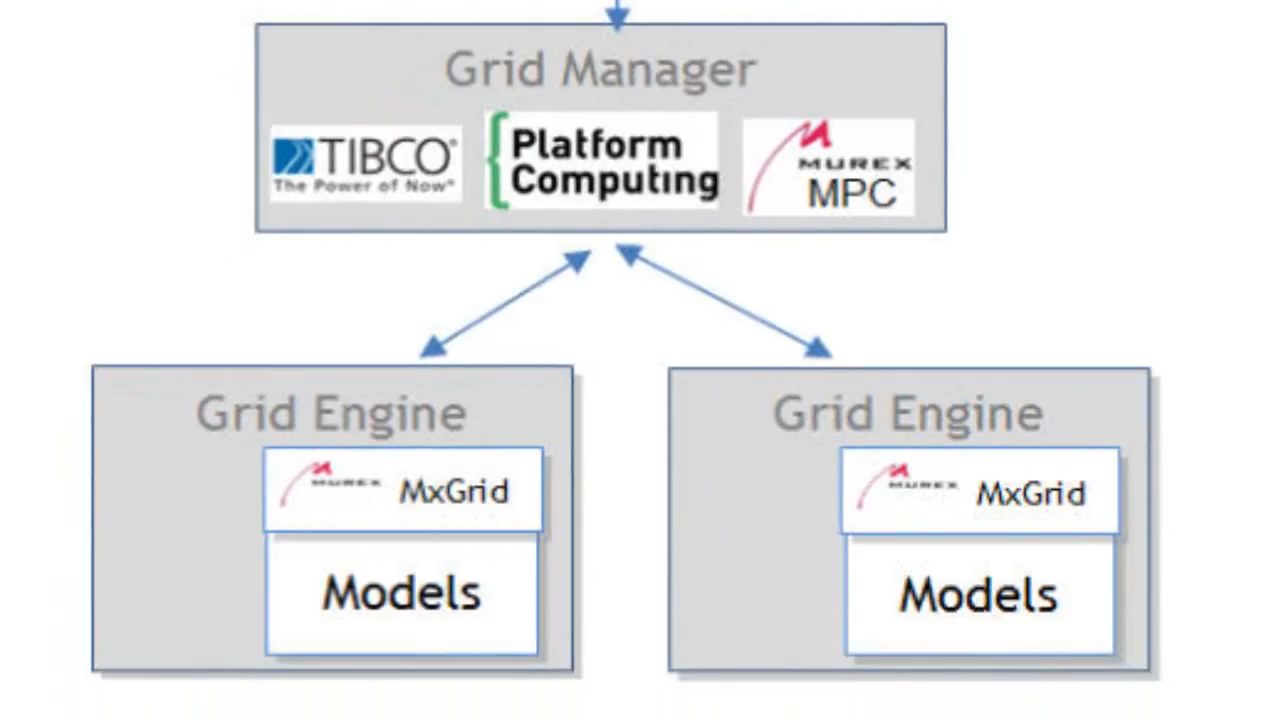 Grid Manager
TIBCO®
The Power of Now®
Platform
Computing
MUREX
MPC
Grid Engine
MUREX MxGrid
Models
Grid Engine
MUREX MxGrid
Models